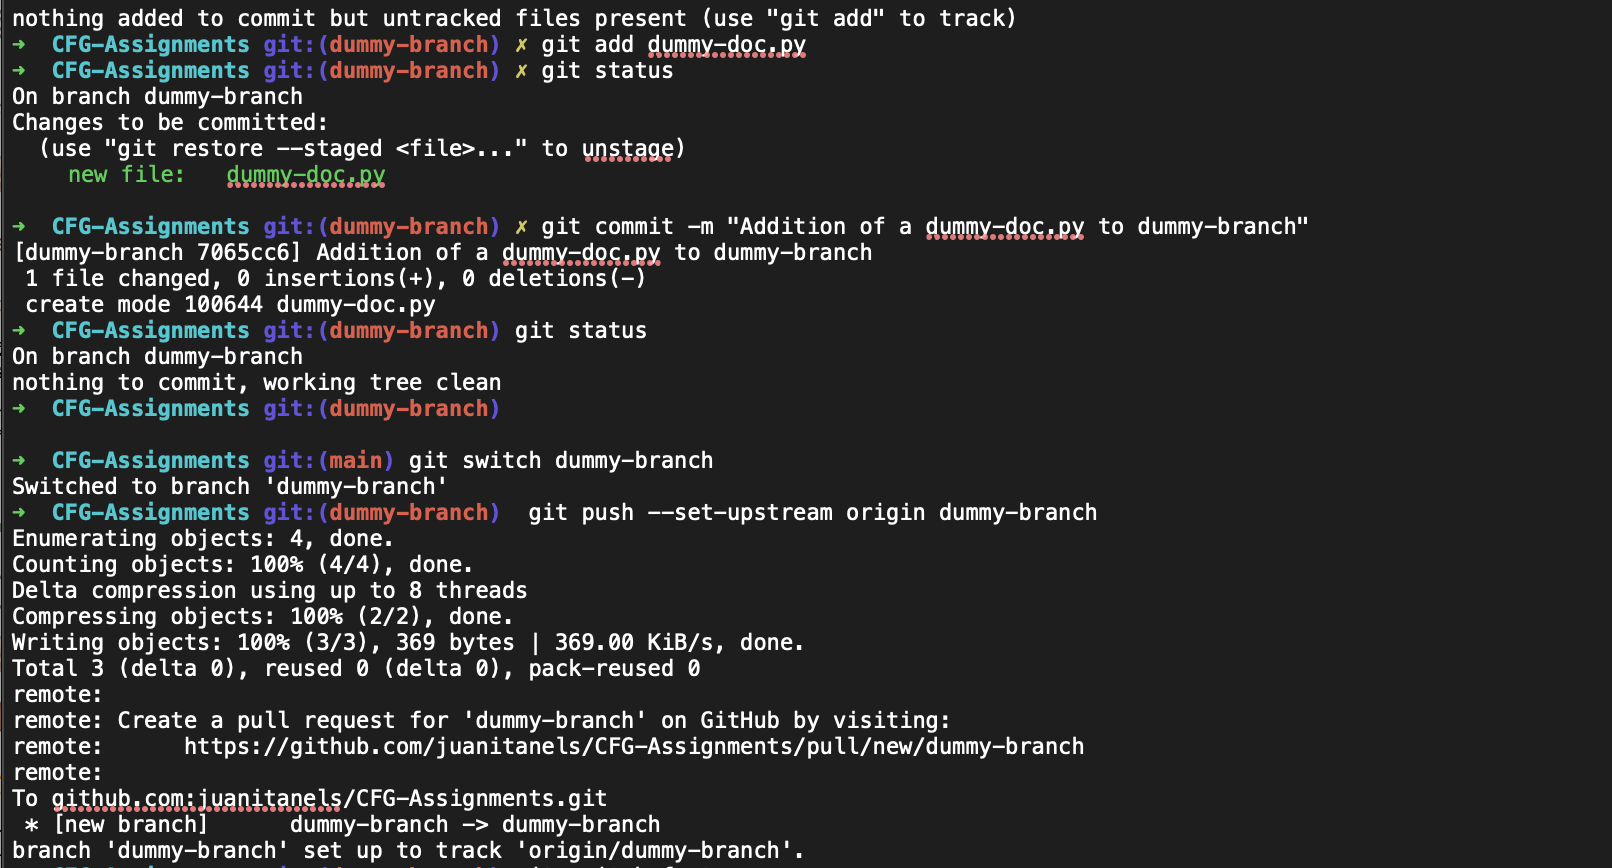 nothing added to commit but untracked files present (use "git add" to track)
➜  CFG-Assignments git:(dummy-branch) ✗ git add dummy-doc.py
➜  CFG-Assignments git:(dummy-branch) ✗ git status
On branch dummy-branch
Changes to be committed:
  (use "git restore --staged <file>..." to unstage)
    new file:   dummy-doc.py
➜  CFG-Assignments git:(dummy-branch) ✗ git commit -m "Addition of a dummy-doc.py to dummy-branch"
[dummy-branch 7065cc6] Addition of a dummy-doc.py to dummy-branch
 1 file changed, 0 insertions(+), 0 deletions(-)
 create mode 100644 dummy-doc.py
➜  CFG-Assignments git:(dummy-branch) git status
On branch dummy-branch
nothing to commit, working tree clean
➜  CFG-Assignments git:(dummy-branch)
➜  CFG-Assignments git:(main) git switch dummy-branch
Switched to branch 'dummy-branch'
➜  CFG-Assignments git:(dummy-branch)  git push --set-upstream origin dummy-branch
Enumerating objects: 4, done.
Counting objects: 100% (4/4), done.
Delta compression using up to 8 threads
Compressing objects: 100% (2/2), done.
Writing objects: 100% (3/3), 369 bytes | 369.00 KiB/s, done.
Total 3 (delta 0), reused 0 (delta 0), pack-reused 0
remote:
remote: Create a pull request for 'dummy-branch' on GitHub by visiting:
remote:      https://github.com/juanitanels/CFG-Assignments/pull/new/dummy-branch
remote:
To github.com:juanitanels/CFG-Assignments.git
 * [new branch]      dummy-branch -> dummy-branch
branch 'dummy-branch' set up to track 'origin/dummy-branch'.